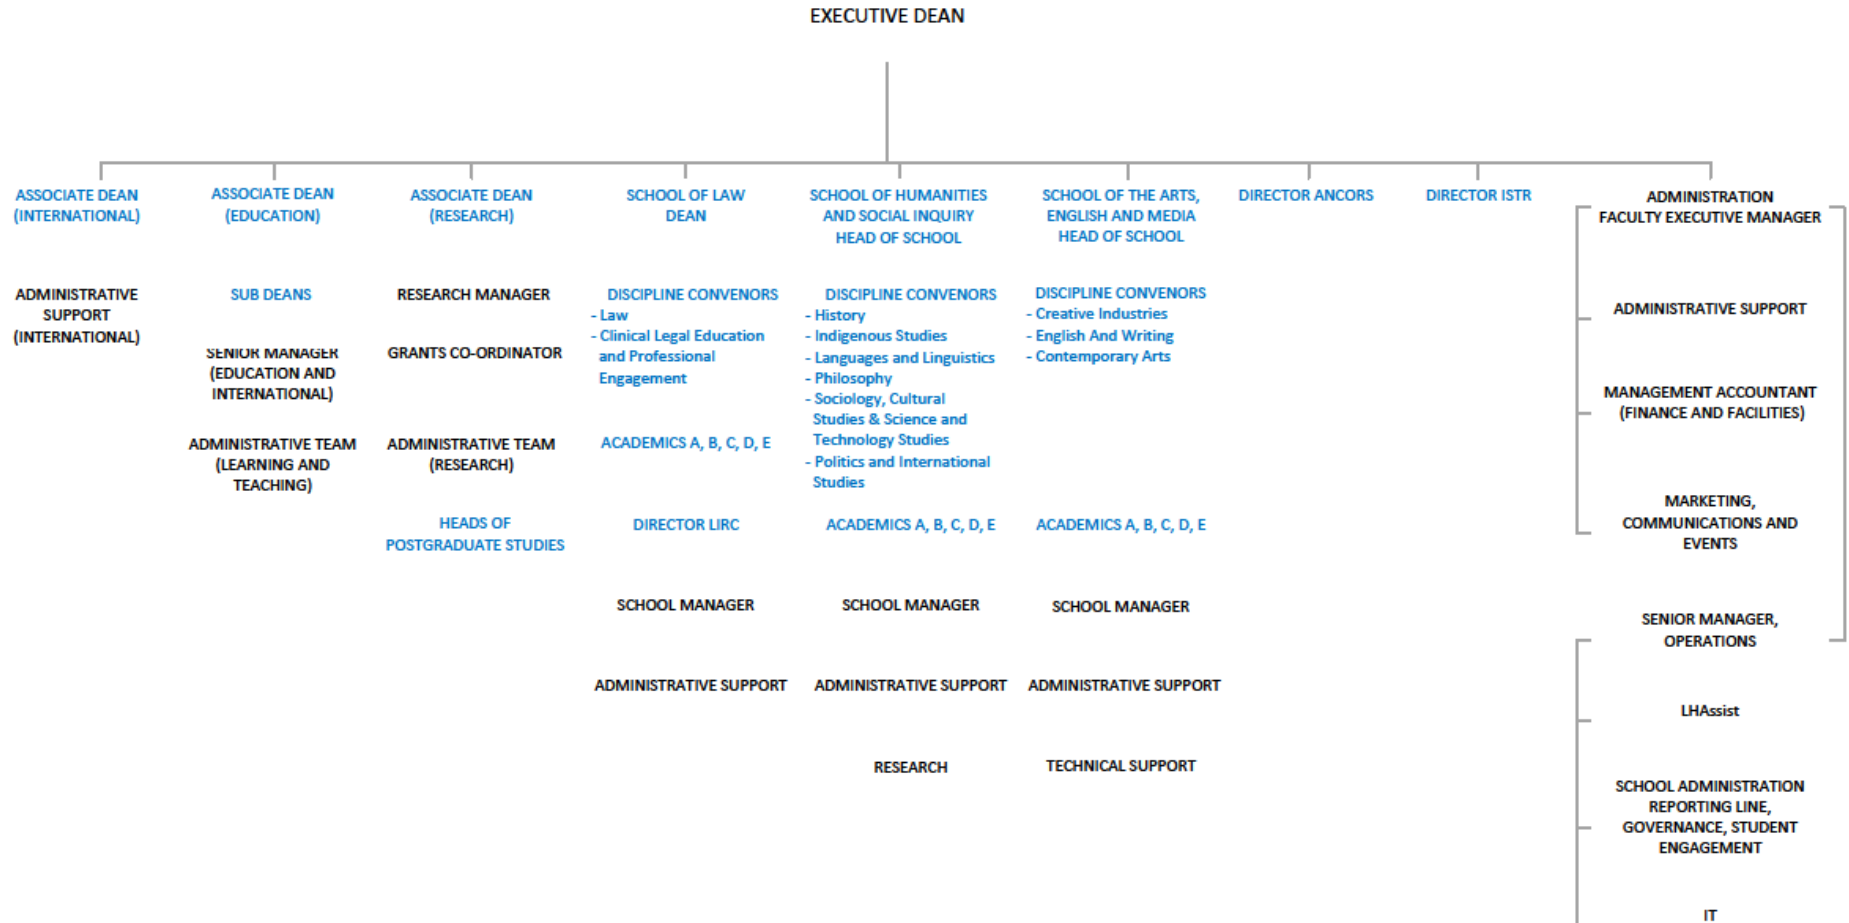 EXECUTIVE DEAN
ASSOCIATE DEAN
(INTERNATIONAL)
ADMINISTRATIVE
SUPPORT
(INTERNATIONAL)
ASSOCIATE DEAN
(EDUCATION)
SUB DEANS
SENIOR MANAGER
(EDUCATION AND
INTERNATIONAL)
ADMINISTRATIVE TEAM
(LEARNING AND
TEACHING)
ASSOCIATE DEAN
(RESEARCH)
RESEARCH MANAGER
GRANTS CO-ORDINATOR
ADMINISTRATIVE TEAM
(RESEARCH)
HEADS OF
POSTGRADUATE STUDIES
SCHOOL OF LAW
DEAN
DISCIPLINE CONVENORS
- Law
- Clinical Legal Education
and Professional
Engagement
ACADEMICS A, B, C, D, E
DIRECTOR LIRC
SCHOOL MANAGER
ADMINISTRATIVE SUPPORT
SCHOOL OF HUMANITIES
AND SOCIAL INQUIRY
HEAD OF SCHOOL
DISCIPLINE CONVENORS
- History
- Indigenous Studies
- Languages and Linguistics
- Philosophy
- Sociology, Cultural
Studies & Science and
Technology Studies
- Politics and International
Studies
ACADEMICS A, B, C, D, E
SCHOOL MANAGER
ADMINISTRATIVE SUPPORT
RESEARCH
SCHOOL OF THE ARTS,
ENGLISH AND MEDIA
HEAD OF SCHOOL
DISCIPLINE CONVENORS
- Creative Industries
- English And Writing
- Contemporary Arts
ACADEMICS A, B, C, D, E
SCHOOL MANAGER
ADMINISTRATIVE SUPPORT
TECHNICAL SUPPORT
DIRECTOR ANCORS
DIRECTOR ISTR
ADMINISTRATION
FACULTY EXECUTIVE MANAGER
ADMINISTRATIVE SUPPORT
MANAGEMENT ACCOUNTANT
(FINANCE AND FACILITIES)
MARKETING,
COMMUNICATIONS AND
EVENTS
SENIOR MANAGER,
OPERATIONS
LHAssist
SCHOOL ADMINISTRATION
REPORTING LINE,
GOVERNANCE, STUDENT
ENGAGEMENT
IT